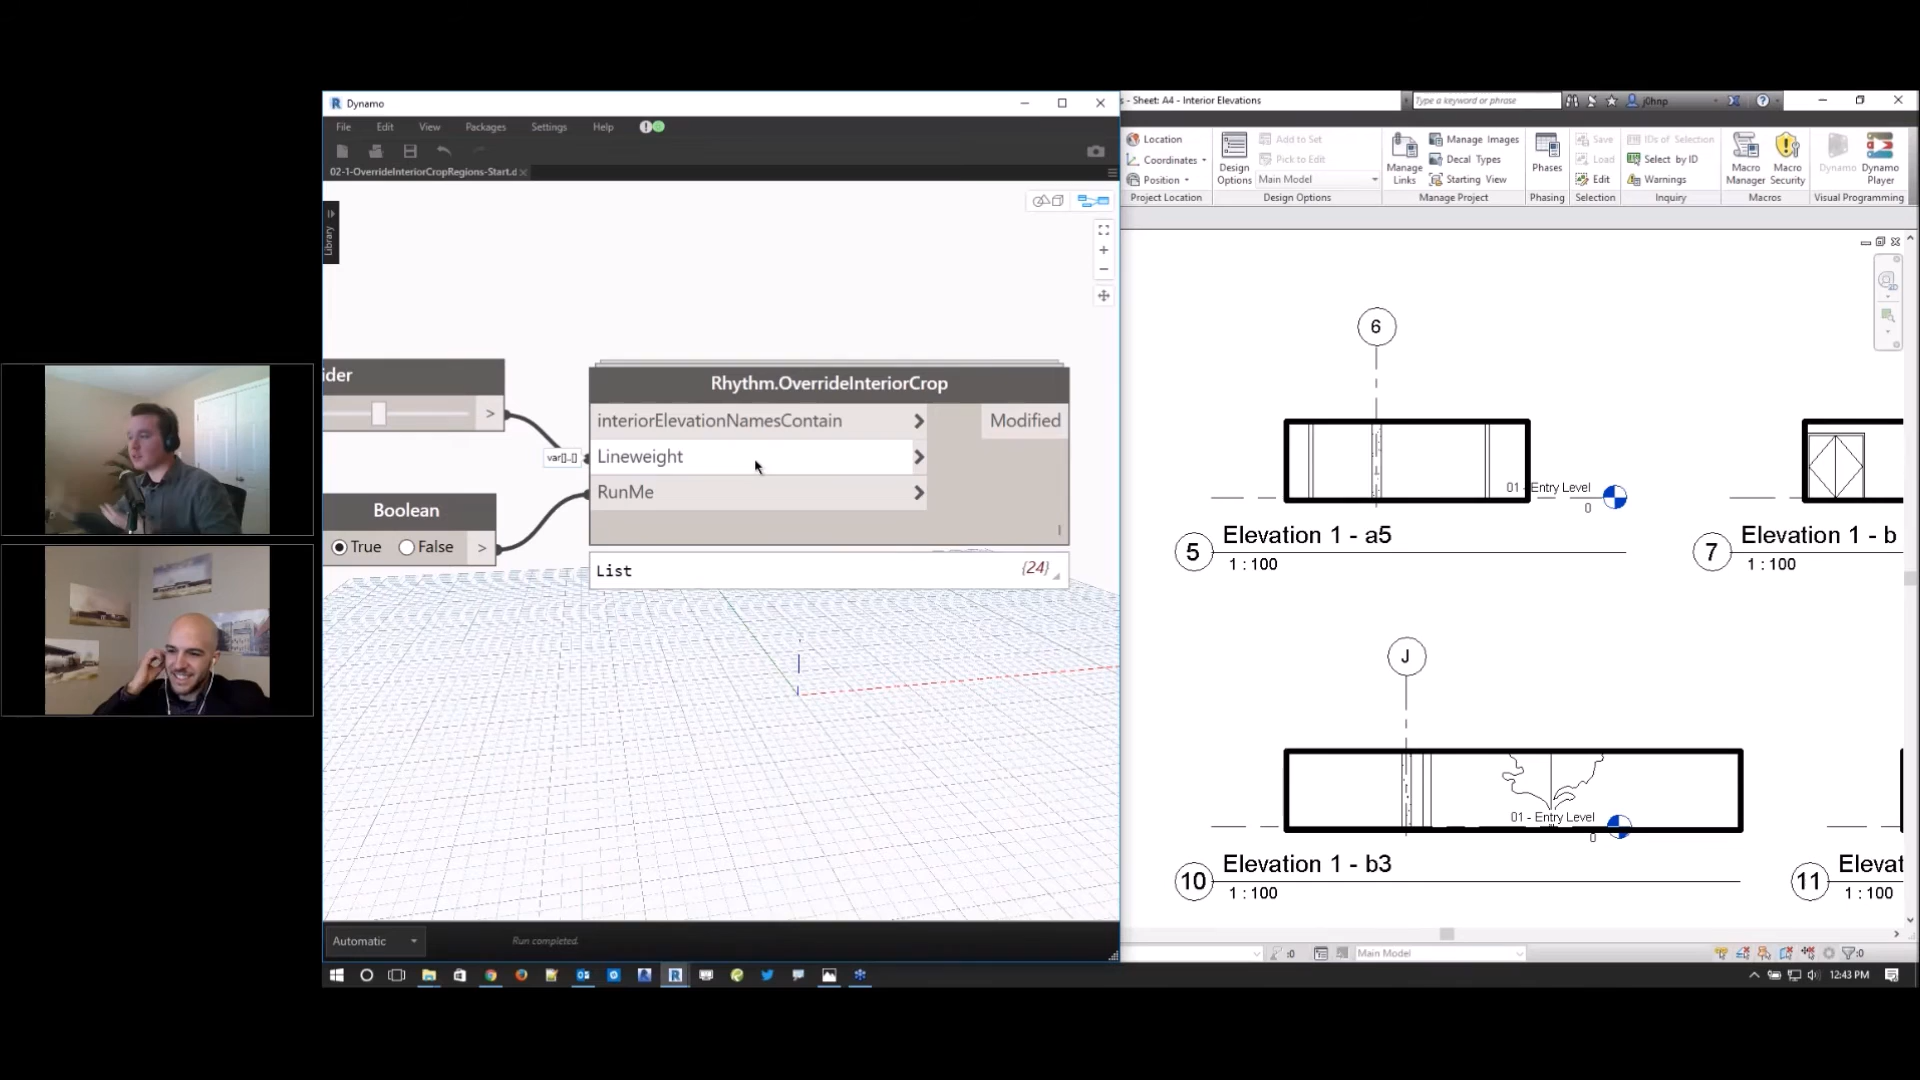 Dynamo
File Edit View Packages Settings Help
02-1-OverrideInteriorCropRegions-Start.d
Library
ider
>
Boolean
True False >
var[]..[]
Rhythm.OverrideInteriorCrop
interiorElevationNamesContain
Lineweight
RunMe
Modified
List
{24}
Automatic
Run completed.
- Sheet: A4 - Interior Elevations
Type a keyword or phrase
j0hnp
Location
Coordinates
Position
Project Location
Design
Options
Add to Set
Pick to Edit
Main Model
Design Options
Manage
Links
Manage Images
Decal Types
Starting View
Manage Project
Phases
Phasing
Save
Load
Edit
Selection
IDs of Selection
Select by ID
Warnings
Inquiry
Macro
Manager
Macro
Security
Macros
Dynamo
Dynamo
Player
Visual Programming
6
01 - Entry Level
0
5
Elevation 1 - a5
1 : 100
7
Elevation 1 - b
1 : 100
J
01 - Entry Level
0
10
Elevation 1 - b3
1 : 100
11
Elevat
1 : 100
:0
Main Model
:0
12:43 PM